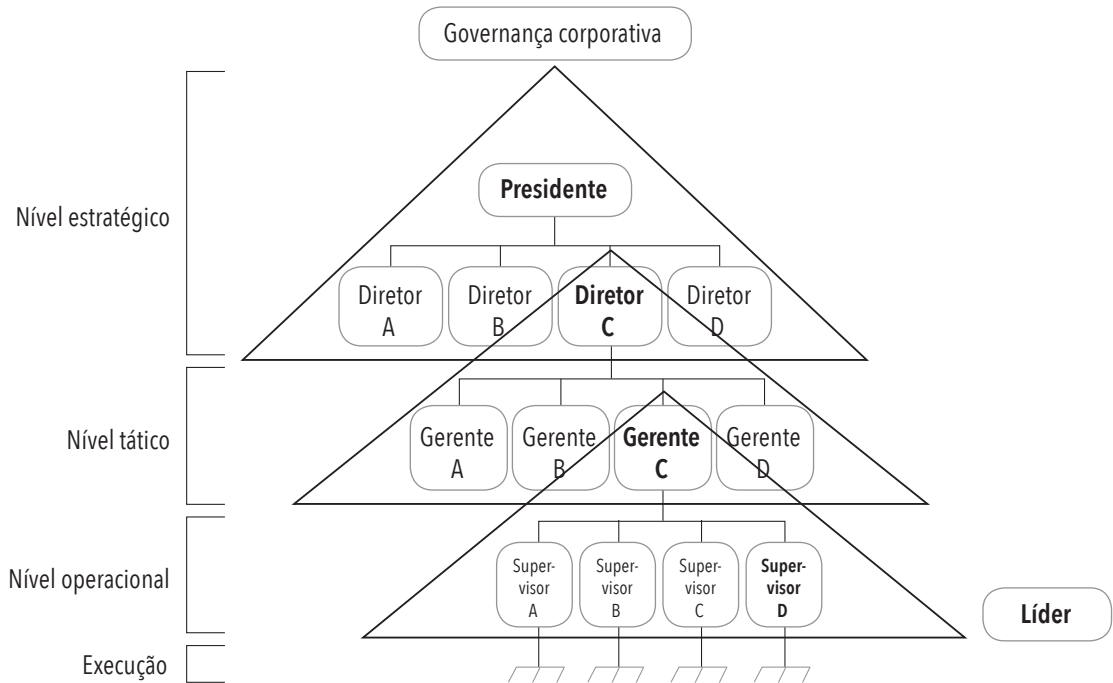 Governança corporativa
Nível estratégico
Presidente
Diretor
A
Diretor
B
Diretor
C
Diretor
D
Nível tático
Gerente
A
Gerente
B
Gerente
C
Gerente
D
Nível operacional
Super-
visor
A
Super-
visor
B
Super-
visor
C
Super-
visor
D
Líder
Execução